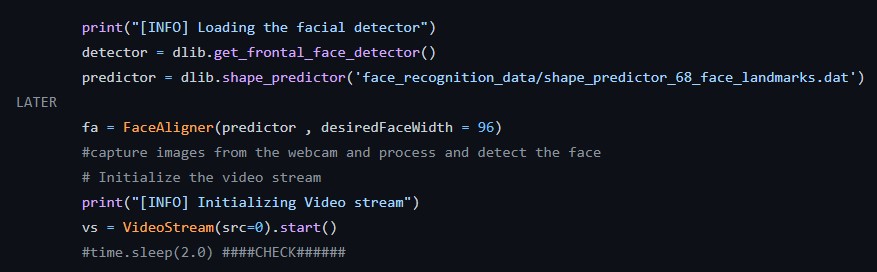 print("[INFO] Loading the facial detector")
detector = dlib.get_frontal_face_detector()
predictor = dlib.shape_predictor('face_recognition_data/shape_predictor_68_face_landmarks.dat')
LATER
fa = FaceAligner(predictor , desiredFaceWidth = 96)
#capture images from the webcam and process and detect the face
# Initialize the video stream
print("[INFO] Initializing Video stream")
vs = VideoStream(src=0).start()
#time.sleep(2.0) ####CHECK######